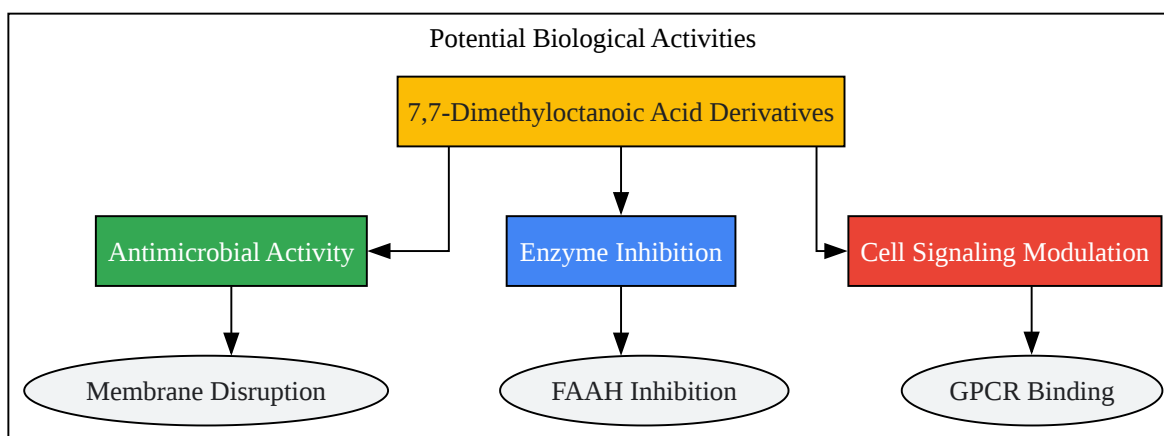 Potential Biological Activities
7,7-Dimethyloctanoic Acid Derivatives
Antimicrobial Activity
Enzyme Inhibition
Cell Signaling Modulation
Membrane Disruption
FAAH Inhibition
GPCR Binding